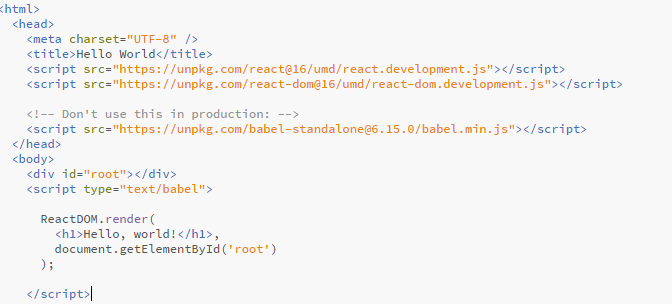 <html>
  <head>
    <meta charset="UTF-8" />
    <title>Hello World</title>
    <script src="https://unpkg.com/react@16/umd/react.development.js"></script>
    <script src="https://unpkg.com/react-dom@16/umd/react-dom.development.js"></script>

    <!-- Don't use this in production: -->
    <script src="https://unpkg.com/babel-standalone@6.15.0/babel.min.js"></script>
  </head>
  <body>
    <div id="root"></div>
    <script type="text/babel">

      ReactDOM.render(
        <h1>Hello, world!</h1>,
        document.getElementById('root')
      );

    </script>